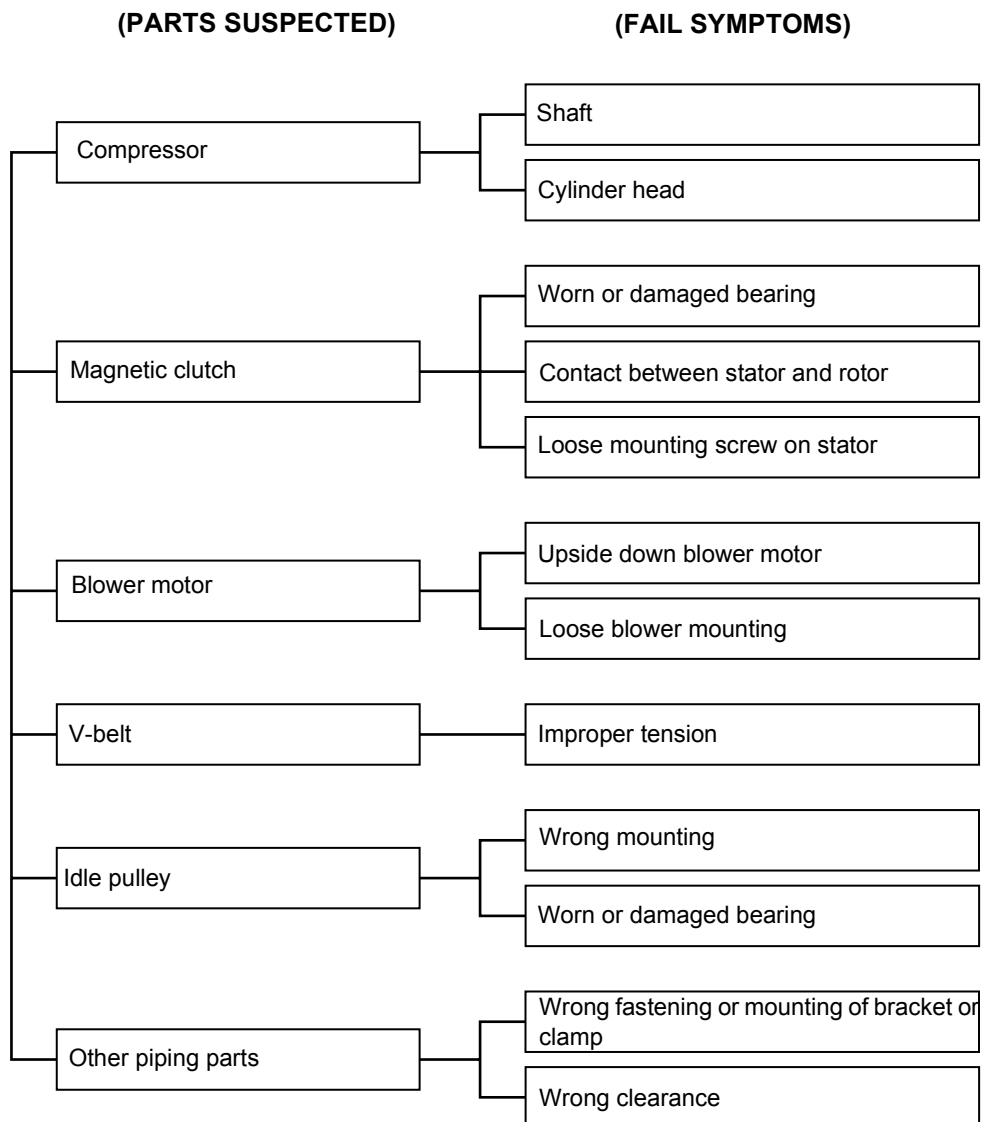 (PARTS SUSPECTED)
(FAIL SYMPTOMS)
Compressor
Shaft
Cylinder head
Magnetic clutch
Worn or damaged bearing
Contact between stator and rotor
Loose mounting screw on stator
Blower motor
Upside down blower motor
Loose blower mounting
V-belt
Improper tension
Idle pulley
Wrong mounting
Worn or damaged bearing
Other piping parts
Wrong fastening or mounting of bracket or
clamp
Wrong clearance